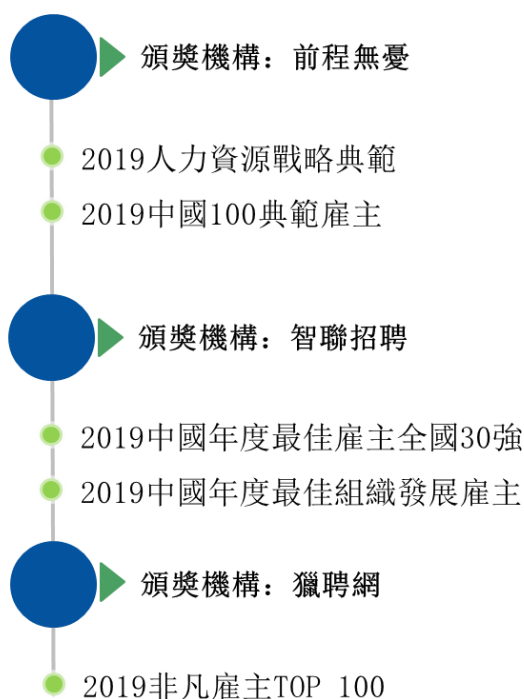 頒獎機構：前程無憂
2019人力資源戰略典範
2019中國100典範雇主
頒獎機構：智聯招聘
2019中國年度最佳雇主全國30強
2019中國年度最佳組織發展雇主
頒獎機構：獵聘網
2019非凡雇主TOP 100